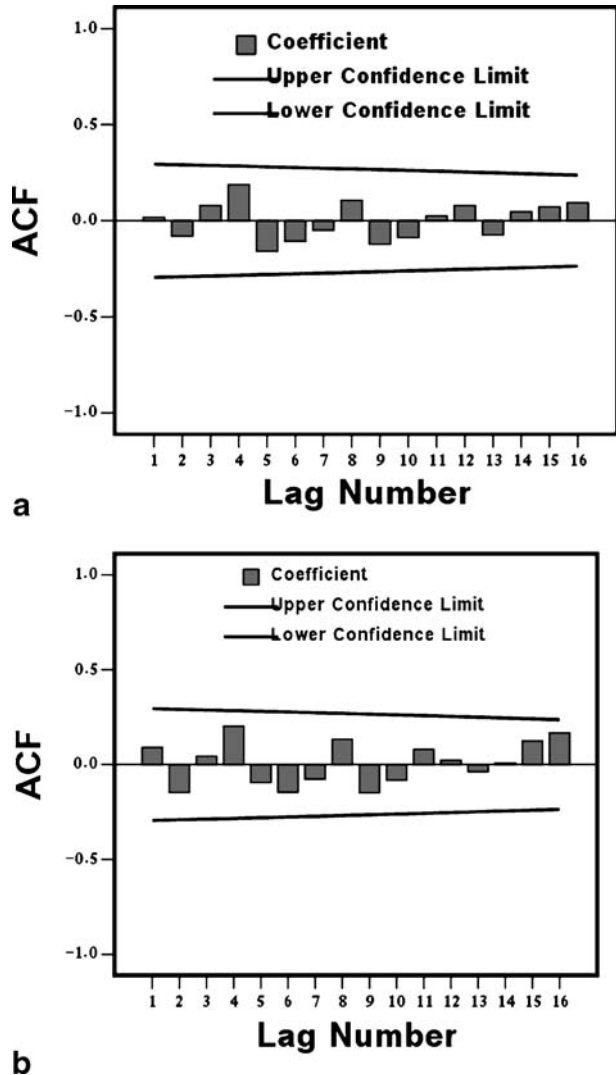 1.0
Coefficient
Upper Confidence Limit
Lower Confidence Limit
0.5
0.0
−0.5
−1.0
ACF
1 2 3 4 5 6 7 8 9 10 11 12 13 14 15 16
Lag Number
a
1.0
Coefficient
Upper Confidence Limit
Lower Confidence Limit
0.5
0.0
−0.5
−1.0
ACF
1 2 3 4 5 6 7 8 9 10 11 12 13 14 15 16
Lag Number
b